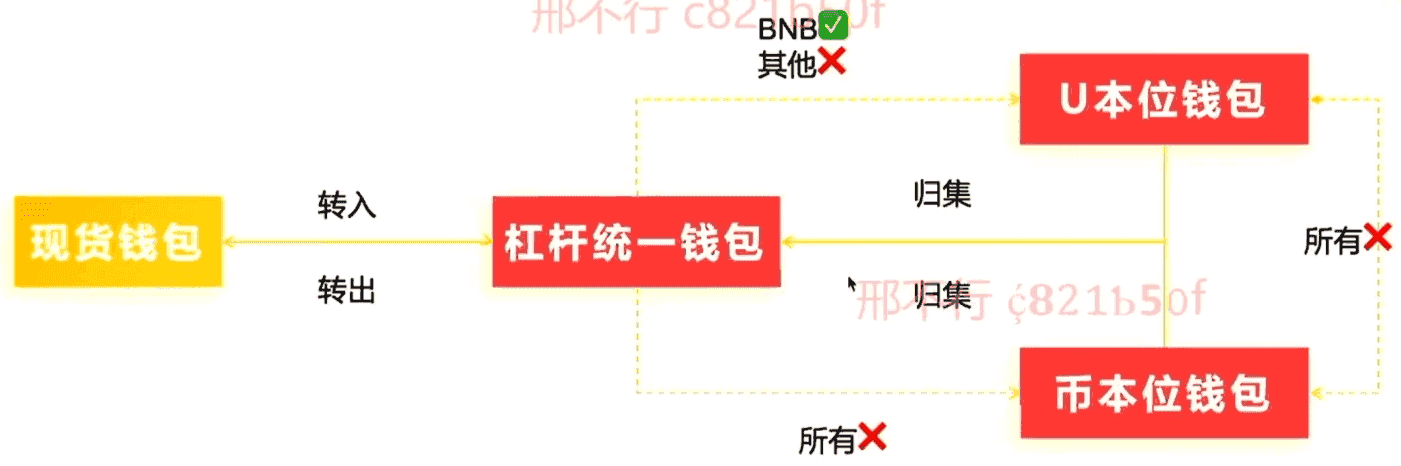 邢不行 c821b50f
BNB✅
其他❌
U本位钱包
转入
归集
现货钱包
杠杆统一钱包
所有❌
转出
归集
邢不行 c821b50f
币本位钱包
所有❌